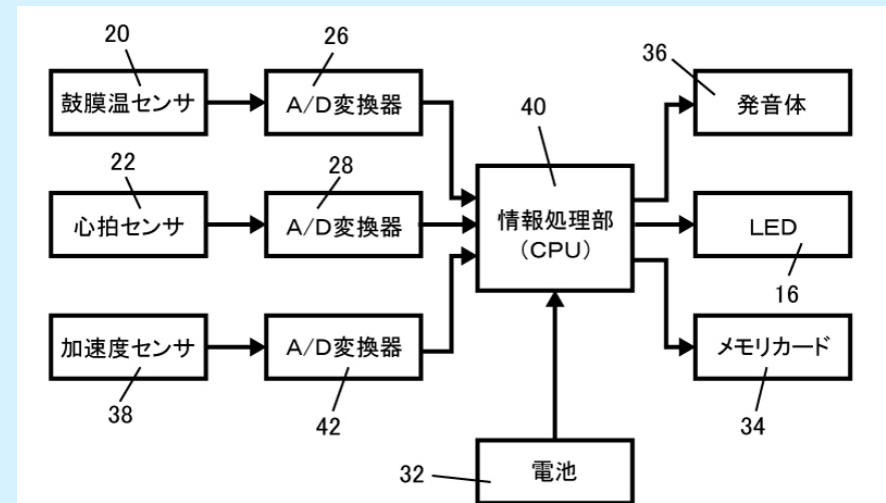 20
鼓膜温センサ
26
A/D変換器
36
発音体
22
心拍センサ
28
A/D変換器
40
情報処理部
(CPU)
LED
16
加速度センサ
38
A/D変換器
42
メモリカード
34
32
電池